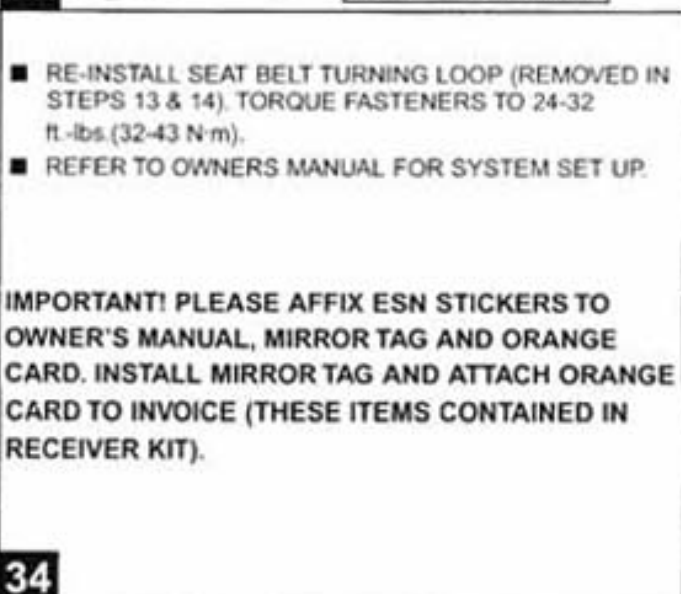 ■ RE-INSTALL SEAT BELT TURNING LOOP (REMOVED IN
STEPS 13 & 14). TORQUE FASTENERS TO 24-32
ft.-lbs.(32-43 N·m).
■ REFER TO OWNERS MANUAL FOR SYSTEM SET UP.
IMPORTANT! PLEASE AFFIX ESN STICKERS TO
OWNER'S MANUAL, MIRROR TAG AND ORANGE
CARD. INSTALL MIRROR TAG AND ATTACH ORANGE
CARD TO INVOICE (THESE ITEMS CONTAINED IN
RECEIVER KIT).
34